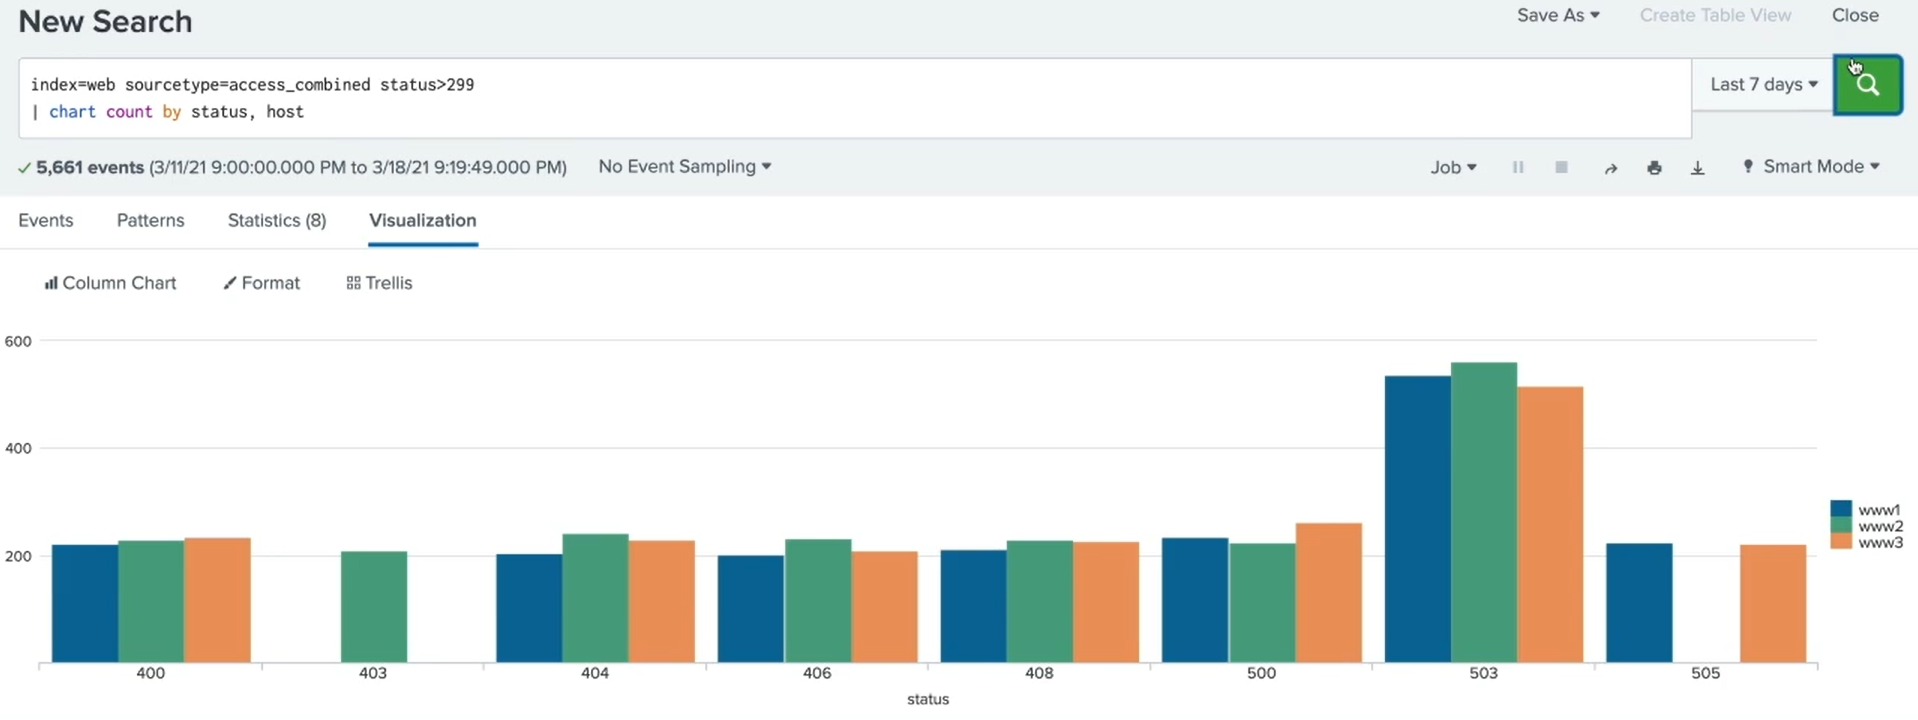 New Search
Save As
Create Table View
Close
index=web sourcetype=access_combined status>299
| chart count by status, host
Last 7 days
5,661 events (3/11/21 9:00:00.000 PM to 3/18/21 9:19:49.000 PM)
No Event Sampling
Job
Smart Mode
Events
Patterns
Statistics (8)
Visualization
Column Chart
Format
Trellis
600
400
200
www1
www2
www3
400
403
404
406
408
500
503
505
status